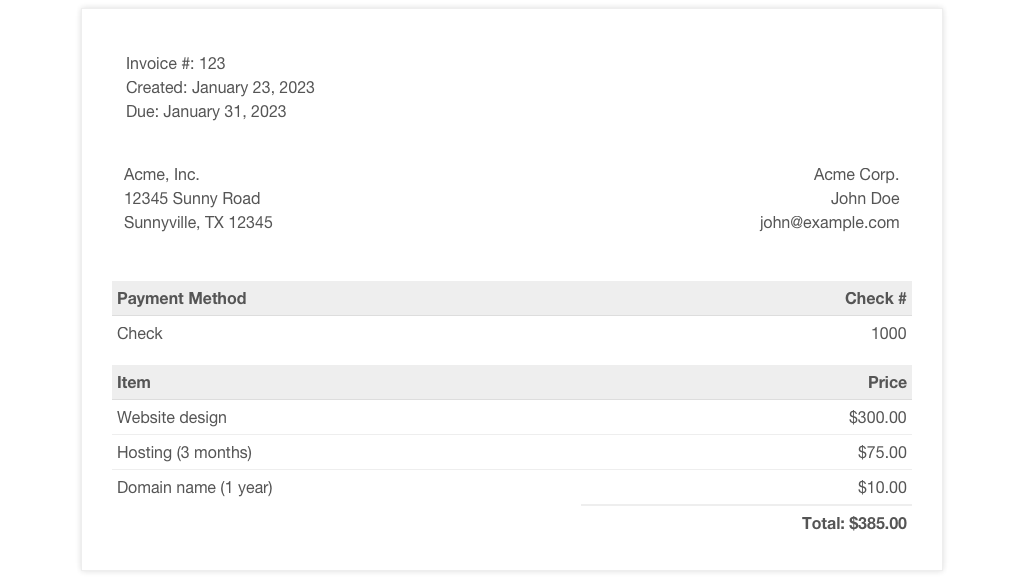 Invoice #: 123
Created: January 23, 2023
Due: January 31, 2023
Acme, Inc.
12345 Sunny Road
Sunnyville, TX 12345
Acme Corp.
John Doe
john@example.com
Payment Method Check #
Check 1000
Item Price
Website design $300.00
Hosting (3 months) $75.00
Domain name (1 year) $10.00
Total: $385.00